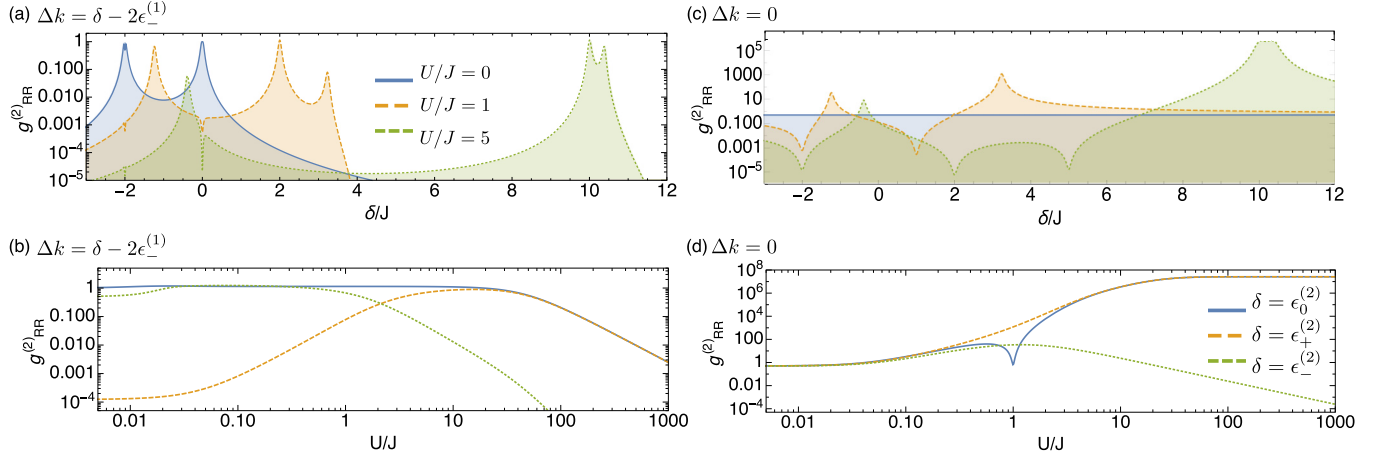 (a) Δk = δ − 2ϵ₋⁽¹⁾
g⁽²⁾RR
1
0.100
0.010
0.001
10⁻⁴
10⁻⁵
U/J = 0
U/J = 1
U/J = 5
−2 0 2 4 6 8 10 12
δ/J
(b) Δk = δ − 2ϵ₋⁽¹⁾
g⁽²⁾RR
1
0.100
0.010
0.001
10⁻⁴
0.01 0.10 1 10 100 1000
U/J
(c) Δk = 0
g⁽²⁾RR
10⁵
1000
10
0.100
0.001
10⁻⁵
−2 0 2 4 6 8 10 12
δ/J
(d) Δk = 0
g⁽²⁾RR
10⁸
10⁶
10⁴
100
1
0.01
10⁻⁴
δ = ϵ₀⁽²⁾
δ = ϵ₊⁽²⁾
δ = ϵ₋⁽²⁾
0.01 0.10 1 10 100 1000
U/J